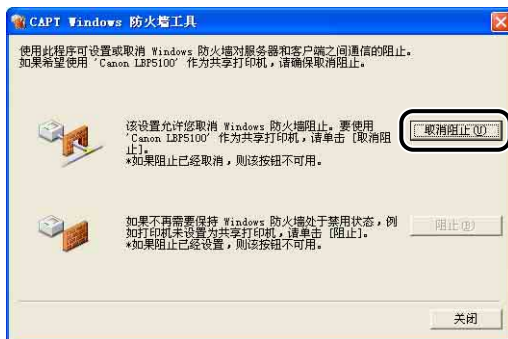 CAPT Windows 防火墙工具
使用此程序可设置或取消 Windows 防火墙对服务器和客户端之间通信的阻止。
如果希望使用 'Canon LBP5100' 作为共享打印机，请确保取消阻止。
该设置允许您取消 Windows 防火墙阻止。要使用
'Canon LBP5100' 作为共享打印机，请单击 [取消阻
止]。
*如果阻止已经取消，则该按钮不可用。
取消阻止(U)
如果不再需要保持 Windows 防火墙处于禁用状态，例
如打印机未设置为共享打印机，请单击 [阻止]。
*如果阻止已经设置，则该按钮不可用。
阻止(B)
关闭